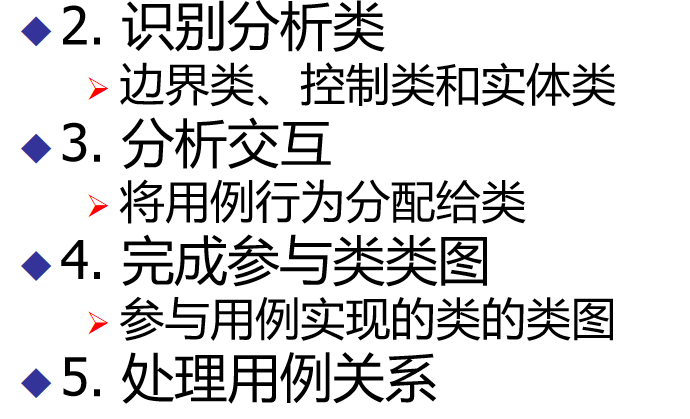 2. 识别分析类
边界类、控制类和实体类
3. 分析交互
将用例行为分配给类
4. 完成参与类类图
参与用例实现的类的类图
5. 处理用例关系